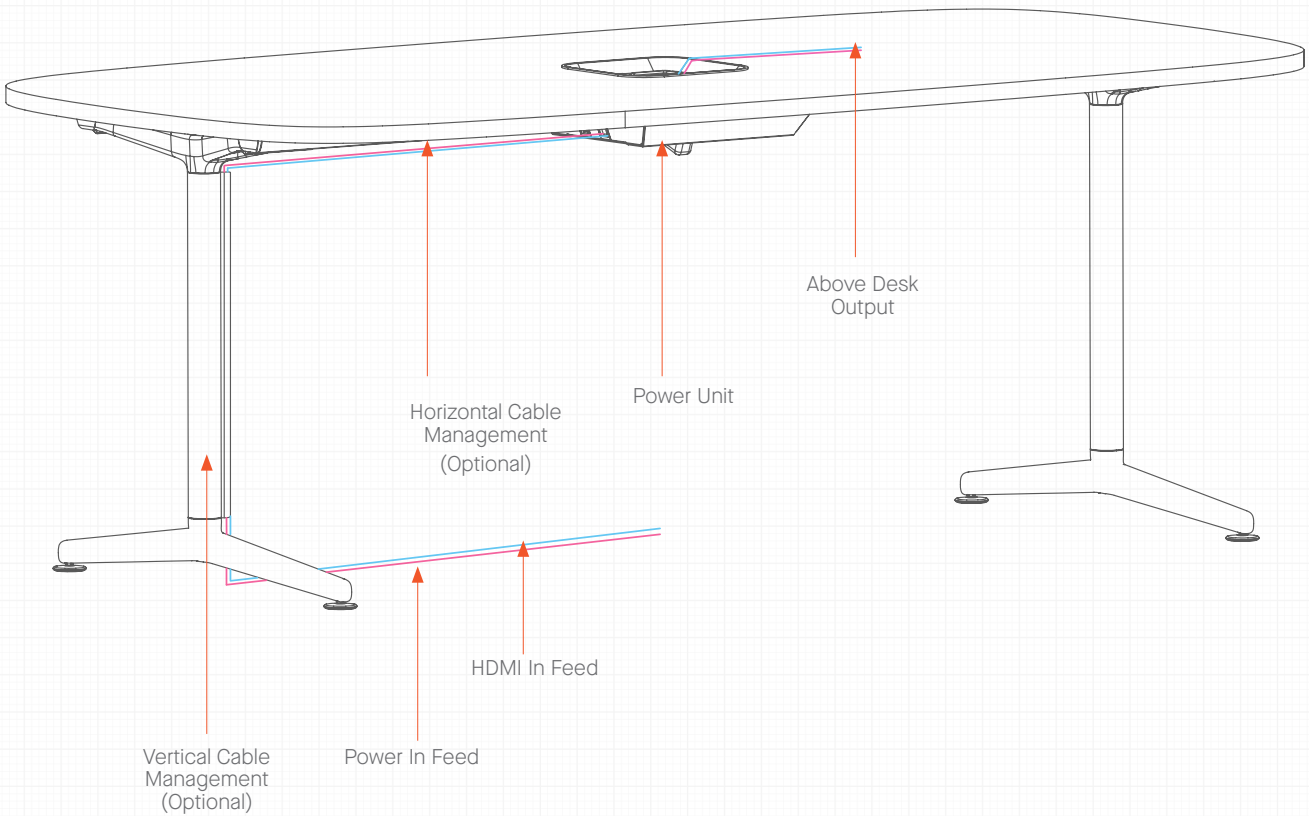 Above Desk
Output
Power Unit
Horizontal Cable
Management
(Optional)
HDMI In Feed
Power In Feed
Vertical Cable
Management
(Optional)